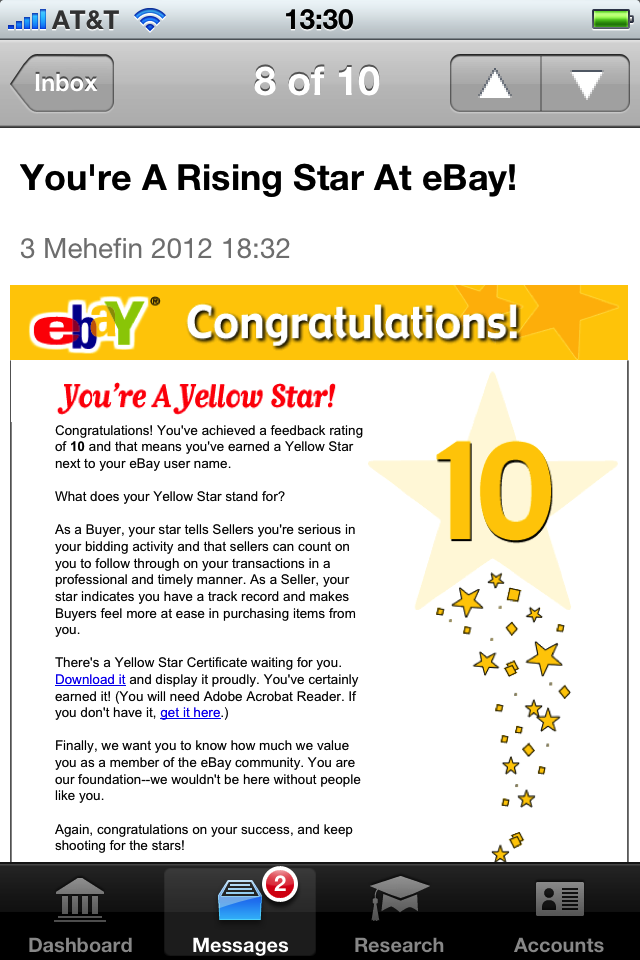 AT&T 13:30
Inbox 8 of 10
You're A Rising Star At eBay!
3 Mehefin 2012 18:32
ebaY® Congratulations!
You're A Yellow Star!
Congratulations! You've achieved a feedback rating
of 10 and that means you've earned a Yellow Star
next to your eBay user name.
What does your Yellow Star stand for?
As a Buyer, your star tells Sellers you're serious in
your bidding activity and that sellers can count on
you to follow through on your transactions in a
professional and timely manner. As a Seller, your
star indicates you have a track record and makes
Buyers feel more at ease in purchasing items from
you.
There's a Yellow Star Certificate waiting for you.
Download it and display it proudly. You've certainly
earned it! (You will need Adobe Acrobat Reader. If
you don't have it, get it here.)
Finally, we want you to know how much we value
you as a member of the eBay community. You are
our foundation--we wouldn't be here without people
like you.
Again, congratulations on your success, and keep
shooting for the stars!
10
2
Dashboard Messages Research Accounts